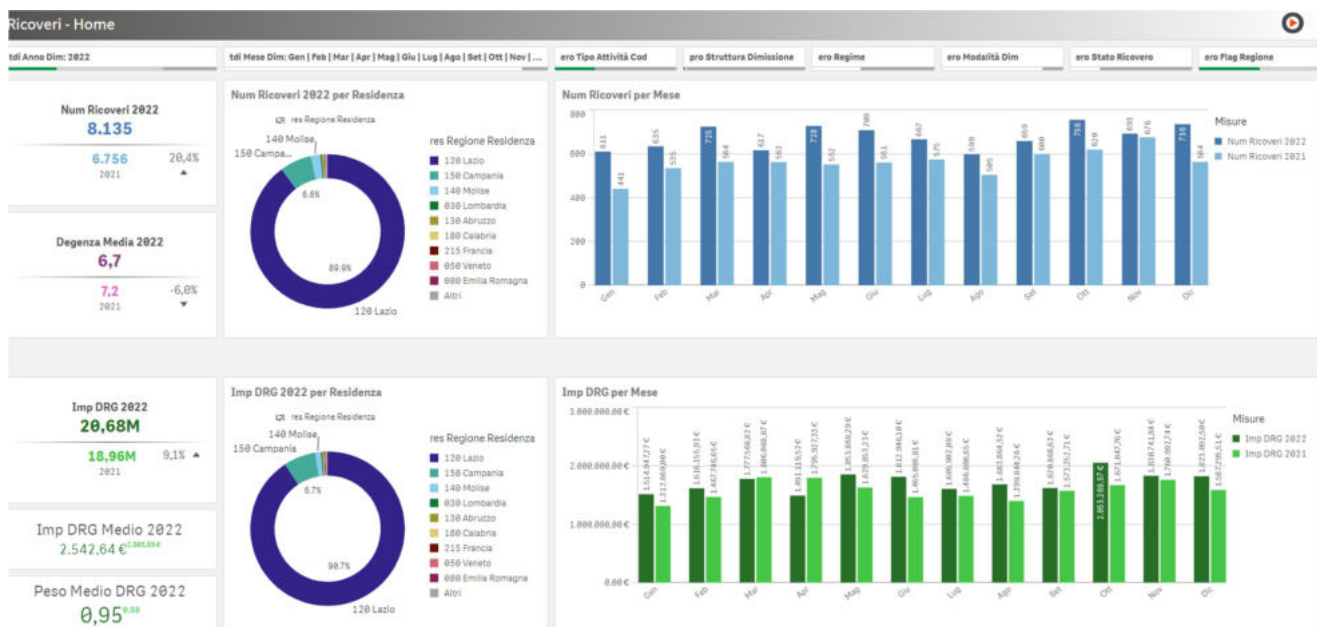 Ricoveri - Home
tdi Anno Dim: 2022
tdi Mese Dim: Gen | Feb | Mar | Apr | Mag | Giu | Lug | Ago | Set | Ott | Nov | ...
ero Tipo Attività Cod
pro Struttura Dimissione
ero Regime
ero Modalità Dim
ero Stato Ricovero
ero Flag Regione
Num Ricoveri 2022
8.135
6.756
2021
20,4%
Degenza Media 2022
6,7
7,2
2021
-6,0%
Num Ricoveri 2022 per Residenza
res Regione Residenza
140 Molise
150 Campa...
6.6%
89.9%
120 Lazio
res Regione Residenza
120 Lazio
150 Campania
140 Molise
030 Lombardia
130 Abruzzo
180 Calabria
215 Francia
050 Veneto
080 Emilia Romagna
Altri
Num Ricoveri per Mese
800
600
400
200
0
611
441
635
535
725
564
617
563
728
552
709
561
667
575
599
505
659
600
756
620
693
676
738
564
Gen
Feb
Mar
Apr
Mag
Giu
Lug
Ago
Set
Ott
Nov
Dic
Misure
Num Ricoveri 2022
Num Ricoveri 2021
Imp DRG 2022
20,68M
18,96M
2021
9,1%
Imp DRG Medio 2022
2.542,64 €
Peso Medio DRG 2022
0,95
Imp DRG 2022 per Residenza
res Regione Residenza
140 Molise
150 Campania
6.7%
90.7%
120 Lazio
res Regione Residenza
120 Lazio
150 Campania
140 Molise
030 Lombardia
130 Abruzzo
180 Calabria
215 Francia
050 Veneto
080 Emilia Romagna
Altri
Imp DRG per Mese
3.000.000,00 €
2.000.000,00 €
1.000.000,00 €
0,00 €
Gen
Feb
Mar
Apr
Mag
Giu
Lug
Ago
Set
Ott
Nov
Dic
Misure
Imp DRG 2022
Imp DRG 2021